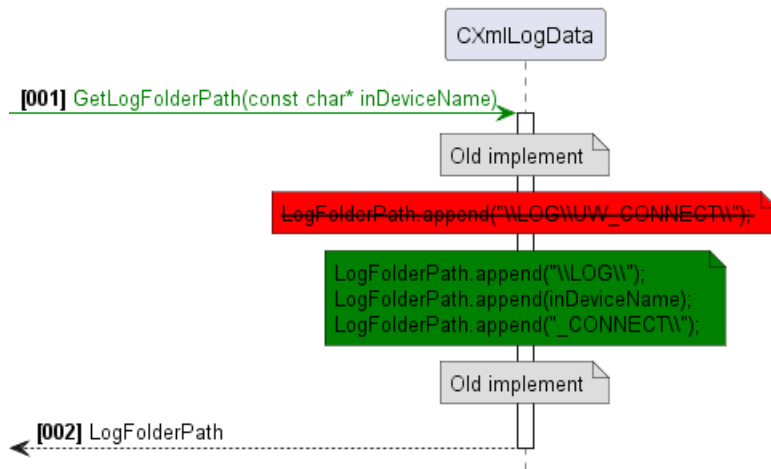 CXmlLogData
[001] GetLogFolderPath(const char* inDeviceName)
Old implement
LogFolderPath.append("\\LOG\\UW_CONNECT\\");
LogFolderPath.append("\\LOG\\");
LogFolderPath.append(inDeviceName);
LogFolderPath.append("_CONNECT\\");
Old implement
[002] LogFolderPath